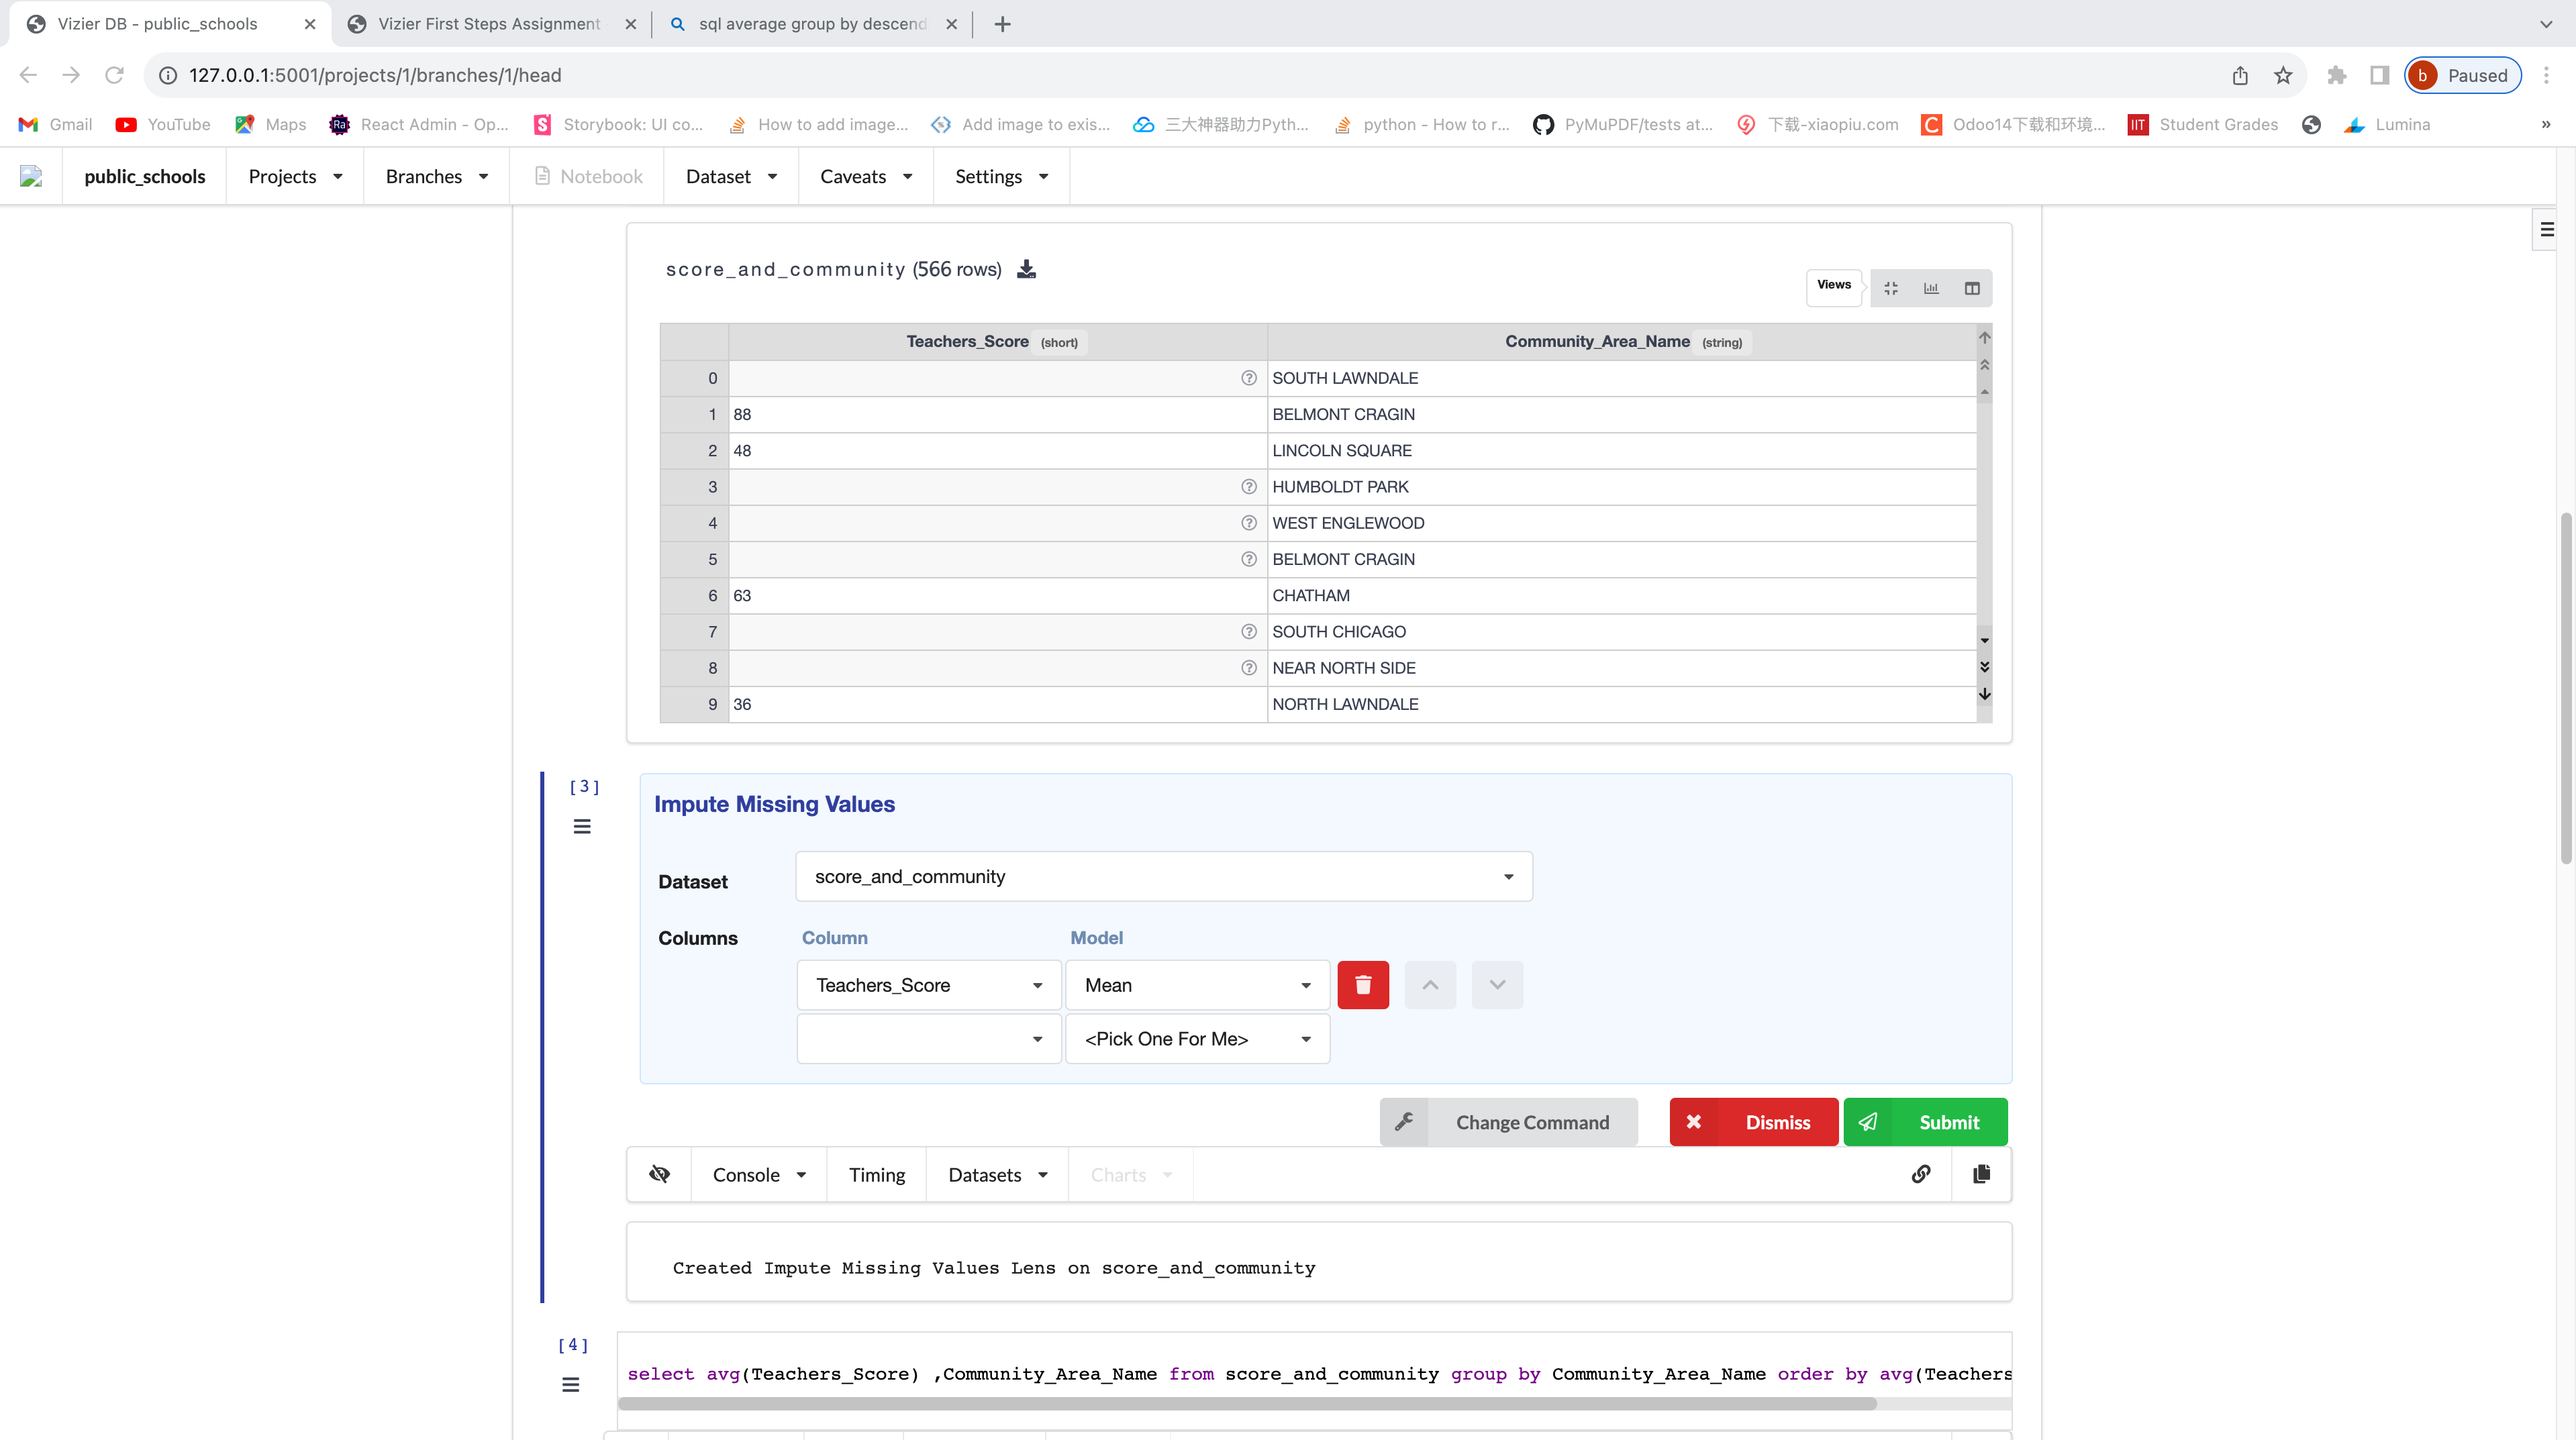 Vizier DB - public_schools
Vizier First Steps Assignment
sql average group by descend
127.0.0.1:5001/projects/1/branches/1/head
b Paused
Gmail
YouTube
Maps
React Admin - Op...
Storybook: UI co...
How to add image...
Add image to exis...
三大神器助力Pyth...
python - How to r...
PyMuPDF/tests at...
下载-xiaopiu.com
Odoo14下载和环境...
IIT Student Grades
Lumina
»
public_schools
Projects
Branches
Notebook
Dataset
Caveats
Settings
score_and_community (566 rows)
Views
Teachers_Score (short) Community_Area_Name (string)
0 ? SOUTH LAWNDALE
1 88 BELMONT CRAGIN
2 48 LINCOLN SQUARE
3 ? HUMBOLDT PARK
4 ? WEST ENGLEWOOD
5 ? BELMONT CRAGIN
6 63 CHATHAM
7 ? SOUTH CHICAGO
8 ? NEAR NORTH SIDE
9 36 NORTH LAWNDALE
[3]
Impute Missing Values
Dataset score_and_community
Columns Column Model
Teachers_Score Mean
<Pick One For Me>
Change Command Dismiss Submit
Console Timing Datasets Charts
Created Impute Missing Values Lens on score_and_community
[4]
select avg(Teachers_Score) ,Community_Area_Name from score_and_community group by Community_Area_Name order by avg(Teachers